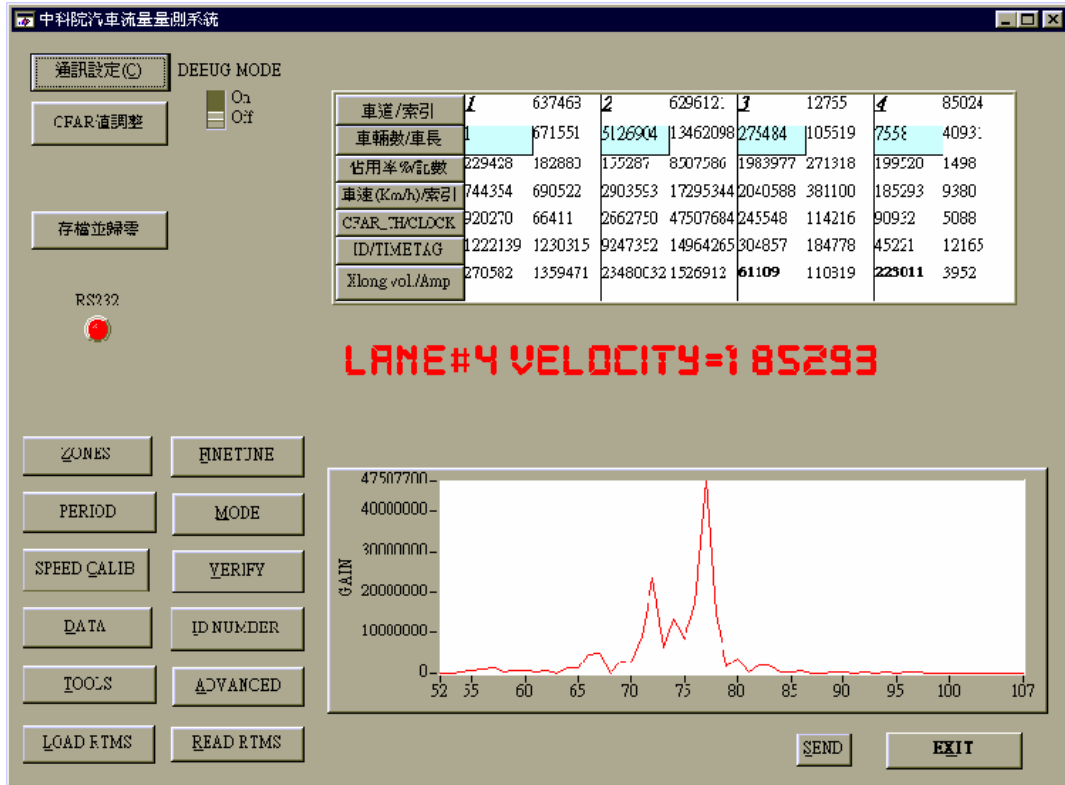 中科院汽車流量量測系統
通訊設定(C)
DEEUG MODE
On
Off
CFAR值調整
存檔並歸零
RS232
車道/索引 1 637463 2 629612 3 12755 4 85024
車輛數/車長 1 671551 5126904 13462098 275484 105519 7558 4093
佔用率%/記數 229428 182880 155287 8507586 1983977 271318 199520 1498
車速(Km/h)/索引 744354 690522 2903593 17295344 2040588 381100 185293 9380
CFAR_TH/CLOCK 920270 66411 2662750 47507684 245548 114216 90932 5088
ID/TIMETAG 1222139 1230315 9247352 14964265 304857 184778 45221 12165
Xlong vol./Amp 270582 1359471 23480032 1526912 61109 110319 223011 3952
LANE#4 VELOCITY=185293
ZONES
FINETUNE
PERIOD
MODE
SPEED CALIB
VERIFY
DATA
ID NUMBER
TOOLS
ADVANCED
LOAD RTMS
READ RTMS
GAIN
47507700
40000000
30000000
20000000
10000000
0
52 55 60 65 70 75 80 85 90 95 100 107
SEND
EXIT